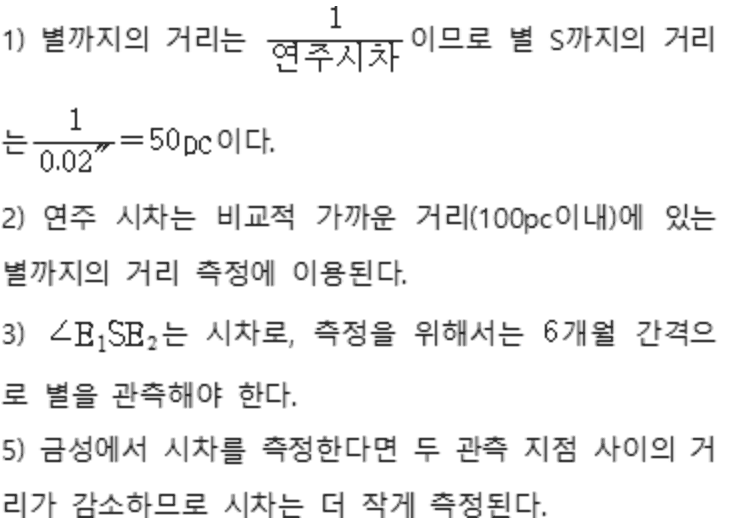 1) 별까지의 거리는 1/연주시차 이므로 별 S까지의 거리
는 1/0.02″ = 50pc이다.
2) 연주 시차는 비교적 가까운 거리(100pc이내)에 있는
별까지의 거리 측정에 이용된다.
3) ∠E₁SE₂는 시차로, 측정을 위해서는 6개월 간격으
로 별을 관측해야 한다.
5) 금성에서 시차를 측정한다면 두 관측 지점 사이의 거
리가 감소하므로 시차는 더 작게 측정된다.